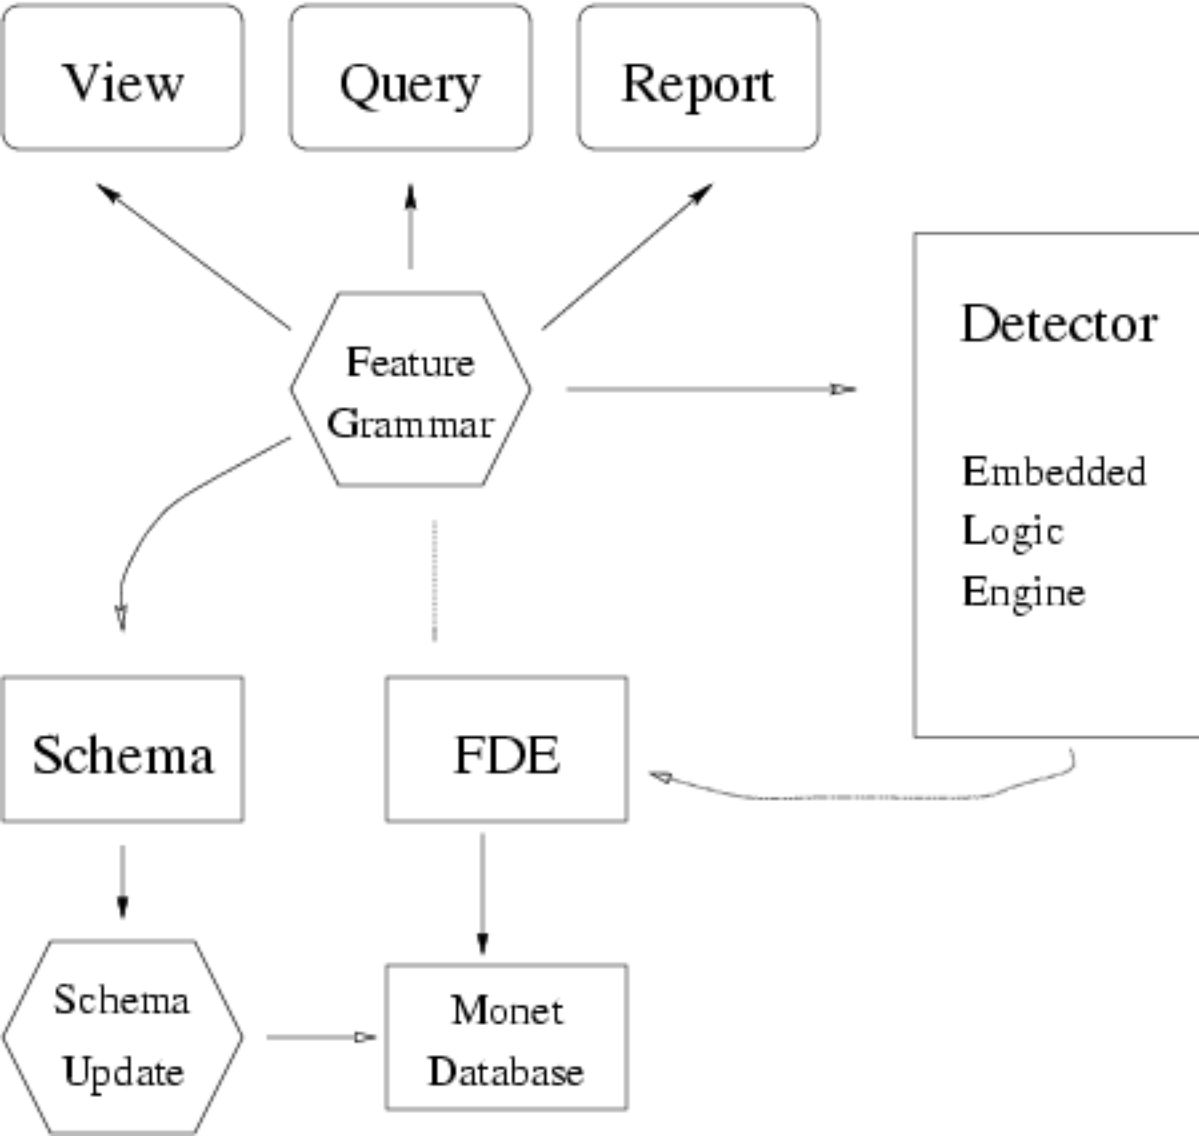 View
Query
Report
Feature
Grammar
Detector
Embedded
Logic
Engine
Schema
FDE
Schema
Update
Monet
Database